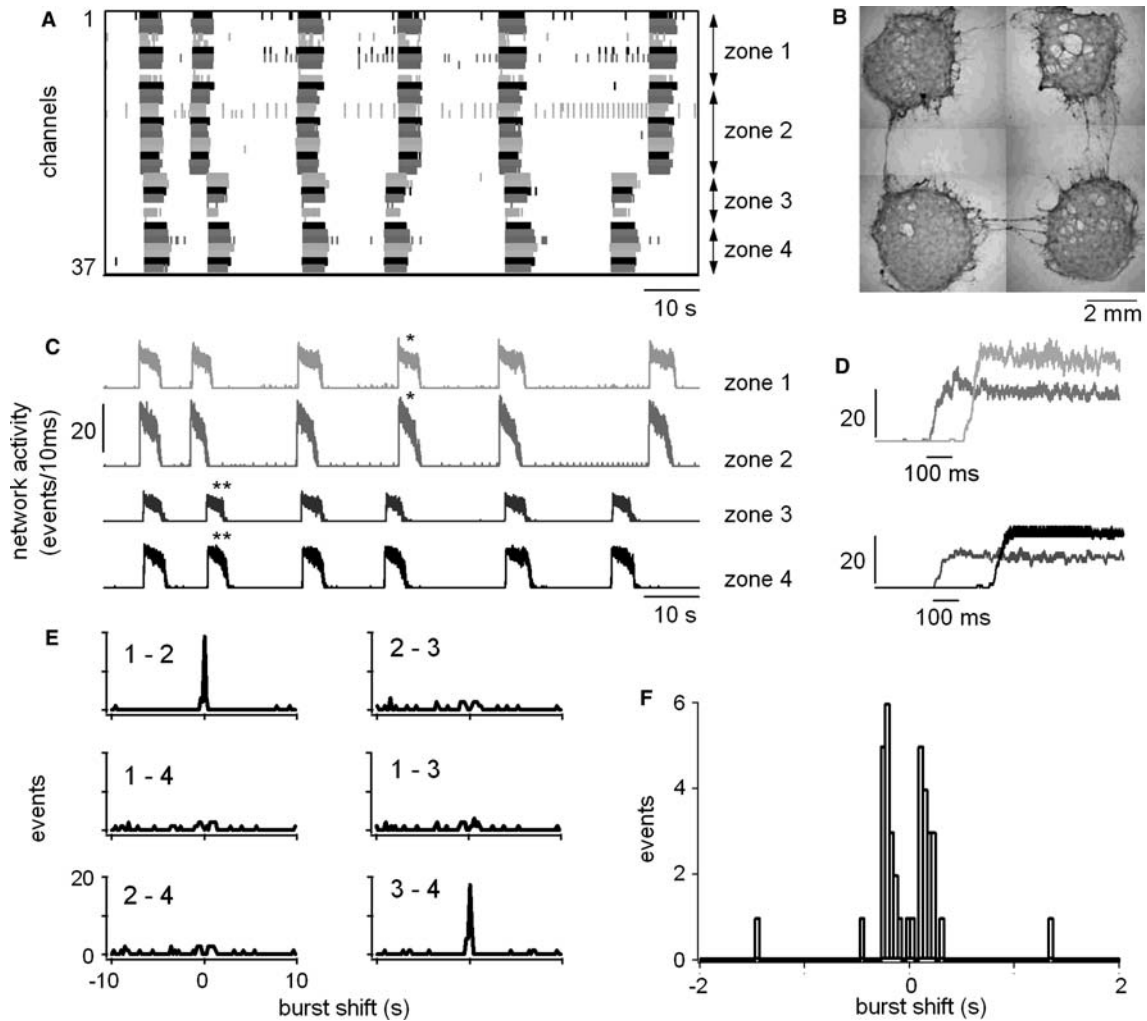 A
1
channels
37
zone 1
zone 2
zone 3
zone 4
10 s
B
2 mm
C
network activity
(events/10ms)
20
*
*
**
**
zone 1
zone 2
zone 3
zone 4
10 s
D
20
100 ms
20
100 ms
E
events
1 - 2
2 - 3
1 - 4
1 - 3
2 - 4
3 - 4
20
0
-10
0
10
burst shift (s)
F
events
6
4
2
0
-2
0
2
burst shift (s)